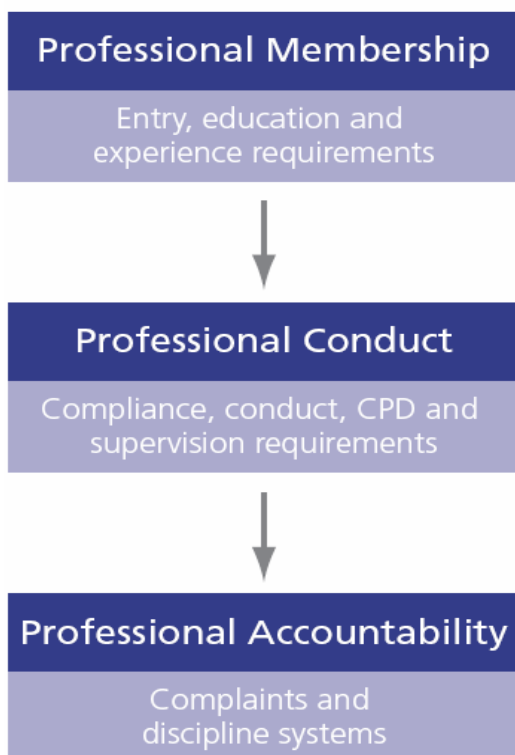 Professional Membership
Entry, education and
experience requirements
Professional Conduct
Compliance, conduct, CPD and
supervision requirements
Professional Accountability
Complaints and
discipline systems